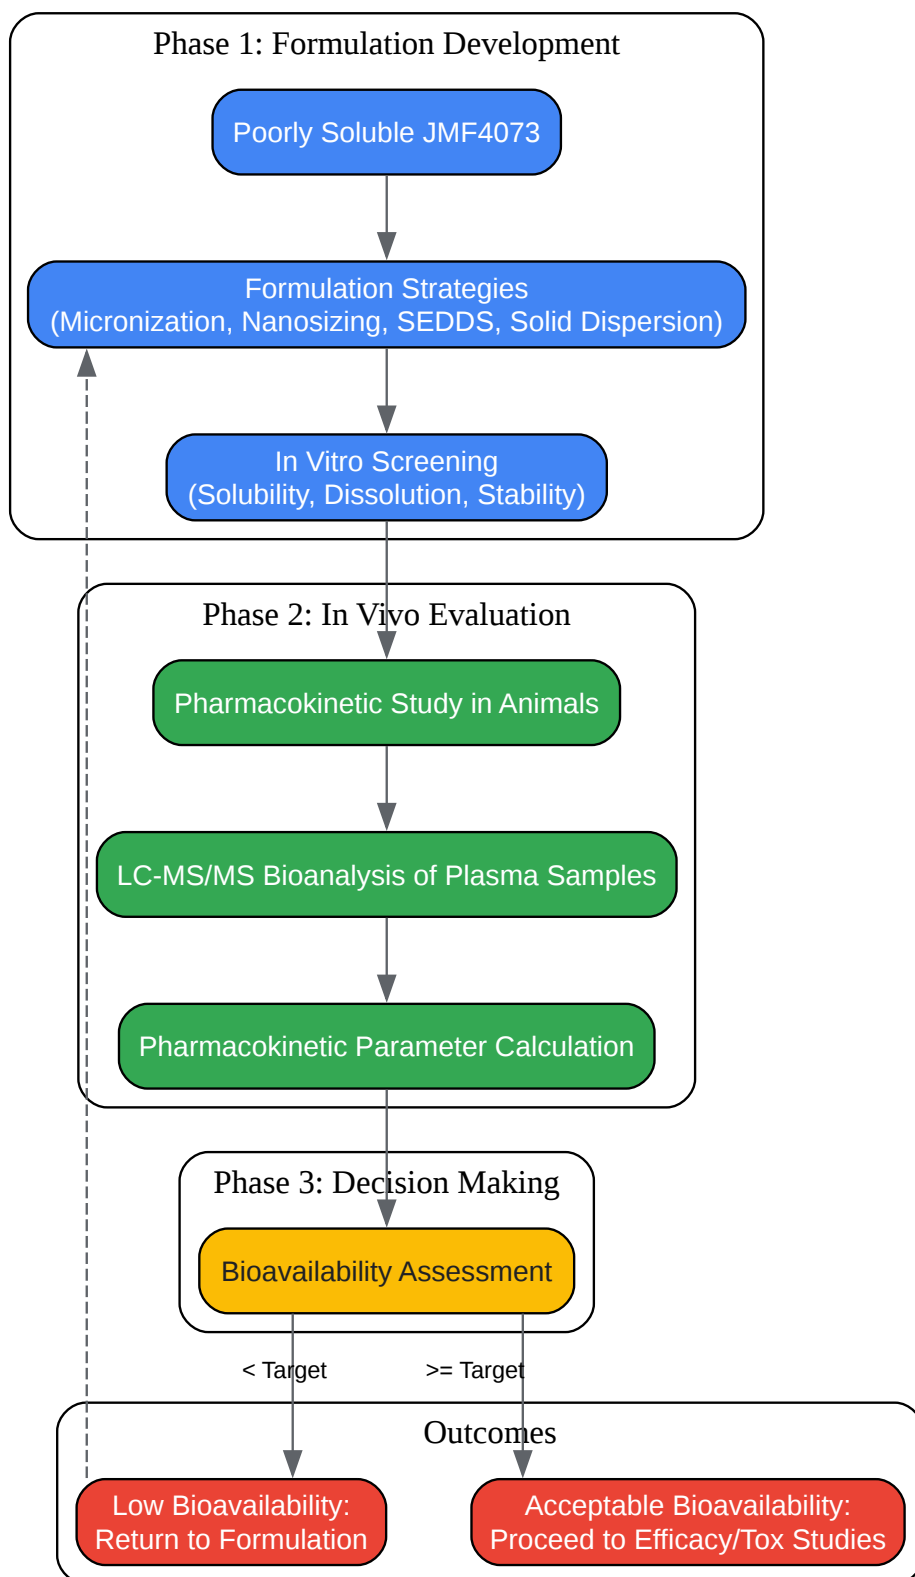 Phase 1: Formulation Development
Poorly Soluble JMF4073
Formulation Strategies
(Micronization, Nanosizing, SEDDS, Solid Dispersion)
In Vitro Screening
(Solubility, Dissolution, Stability)
Phase 2: In Vivo Evaluation
Pharmacokinetic Study in Animals
LC-MS/MS Bioanalysis of Plasma Samples
Pharmacokinetic Parameter Calculation
Phase 3: Decision Making
Bioavailability Assessment
< Target
>= Target
Outcomes
Low Bioavailability:
Return to Formulation
Acceptable Bioavailability:
Proceed to Efficacy/Tox Studies